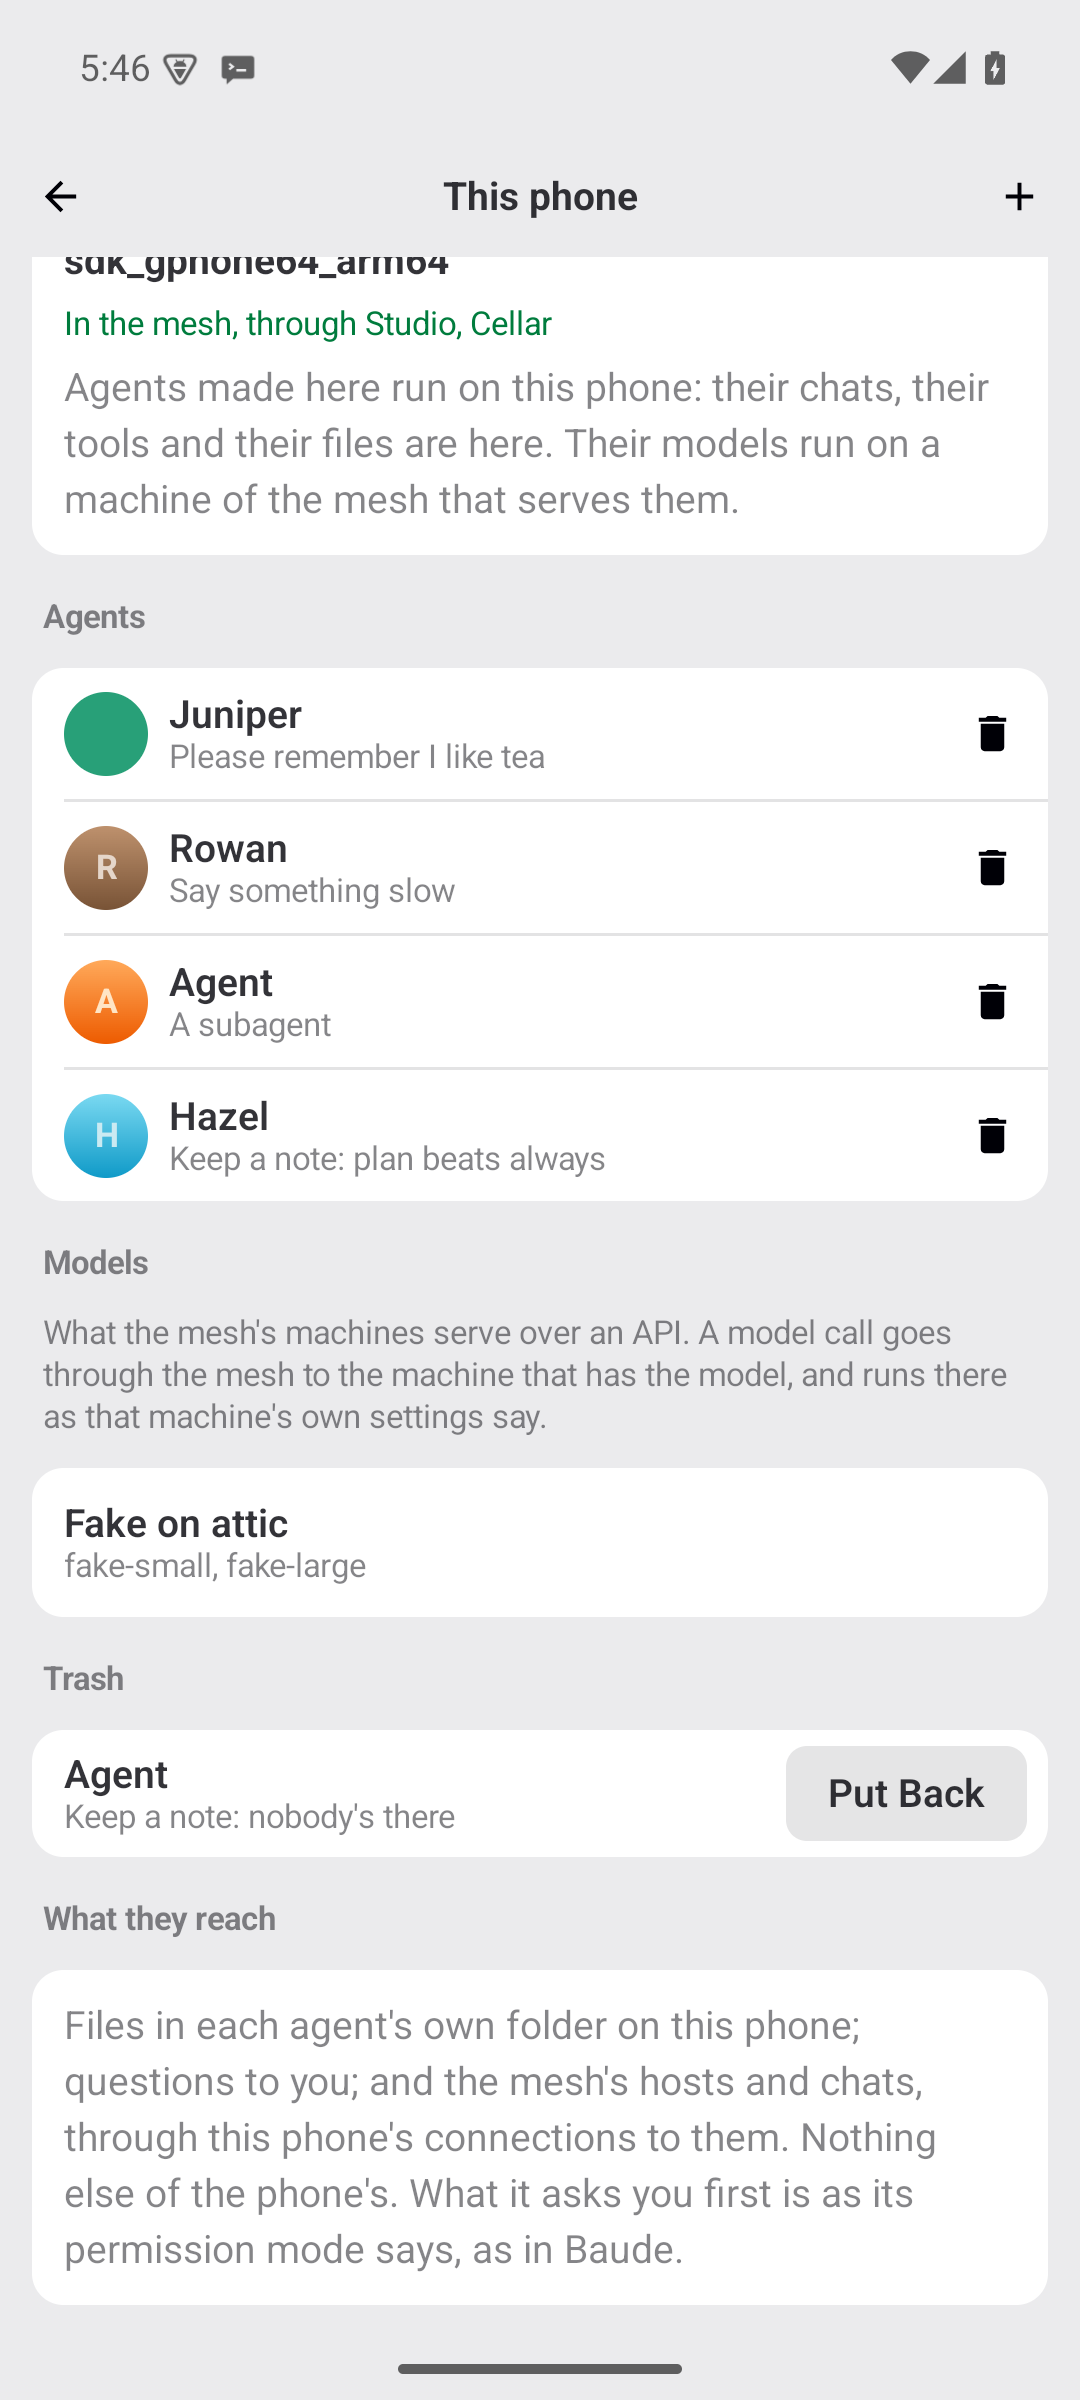 5:46
This phone
sdk_gphone64_arm64
In the mesh, through Studio, Cellar
Agents made here run on this phone: their chats, their
tools and their files are here. Their models run on a
machine of the mesh that serves them.
Agents
Juniper
Please remember I like tea
R
Rowan
Say something slow
A
Agent
A subagent
H
Hazel
Keep a note: plan beats always
Models
What the mesh's machines serve over an API. A model call goes
through the mesh to the machine that has the model, and runs there
as that machine's own settings say.
Fake on attic
fake-small, fake-large
Trash
Agent
Keep a note: nobody's there
Put Back
What they reach
Files in each agent's own folder on this phone;
questions to you; and the mesh's hosts and chats,
through this phone's connections to them. Nothing
else of the phone's. What it asks you first is as its
permission mode says, as in Baude.